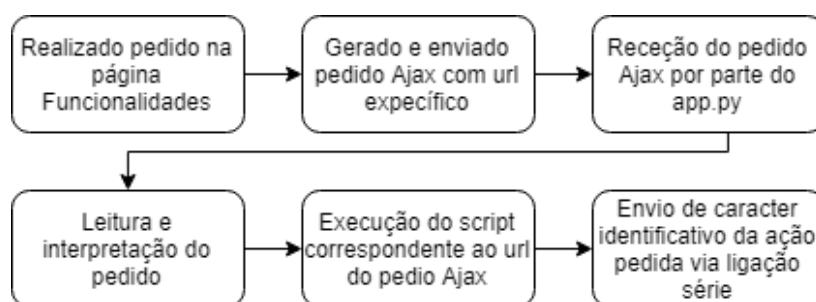 Realizado pedido na
página
Funcionalidades
Gerado e enviado
pedido Ajax com url
expecífico
Receção do pedido
Ajax por parte do
app.py
Leitura e
interpretação do
pedido
Execução do script
correspondente ao url
do pedio Ajax
Envio de caracter
identificativo da ação
pedida via ligação
série